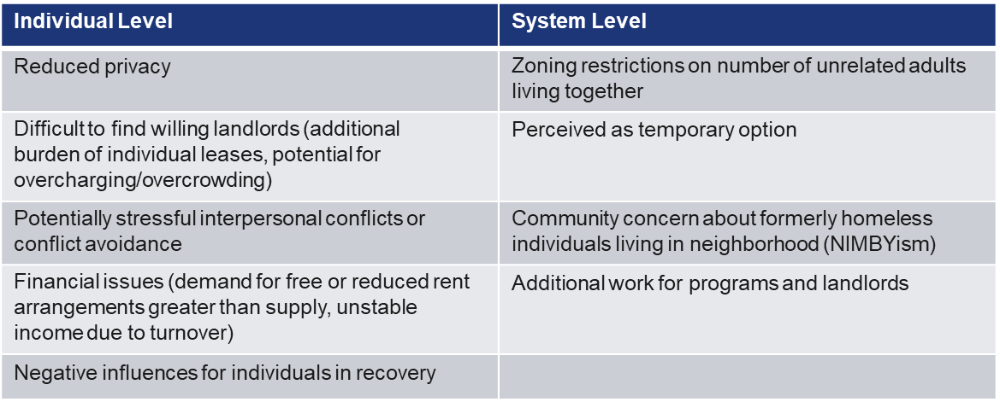 Individual Level
System Level
Reduced privacy
Zoning restrictions on number of unrelated adults
living together
Difficult to find willing landlords (additional
burden of individual leases, potential for
overcharging/overcrowding)
Perceived as temporary option
Potentially stressful interpersonal conflicts or
conflict avoidance
Community concern about formerly homeless
individuals living in neighborhood (NIMBYism)
Financial issues (demand for free or reduced rent
arrangements greater than supply, unstable
income due to turnover)
Additional work for programs and landlords
Negative influences for individuals in recovery